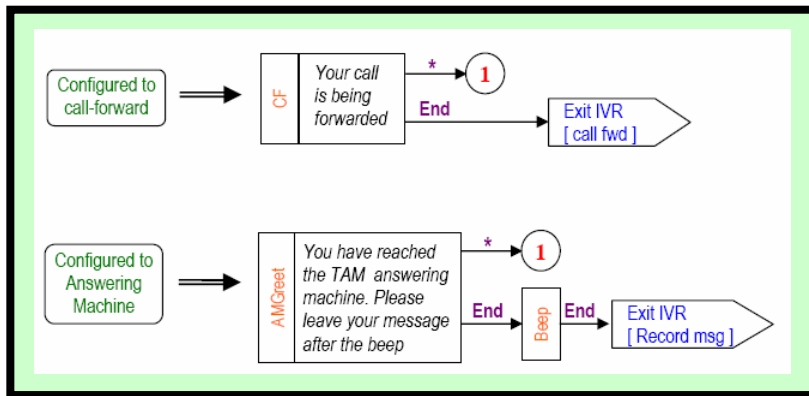 Configured to
call-forward
CF
Your call
is being
forwarded
*
1
End
Exit IVR
[ call fwd ]
Configured to
Answering
Machine
AMGreet
You have reached
the TAM answering
machine. Please
leave your message
after the beep
*
1
End
Beep
End
Exit IVR
[ Record msg ]